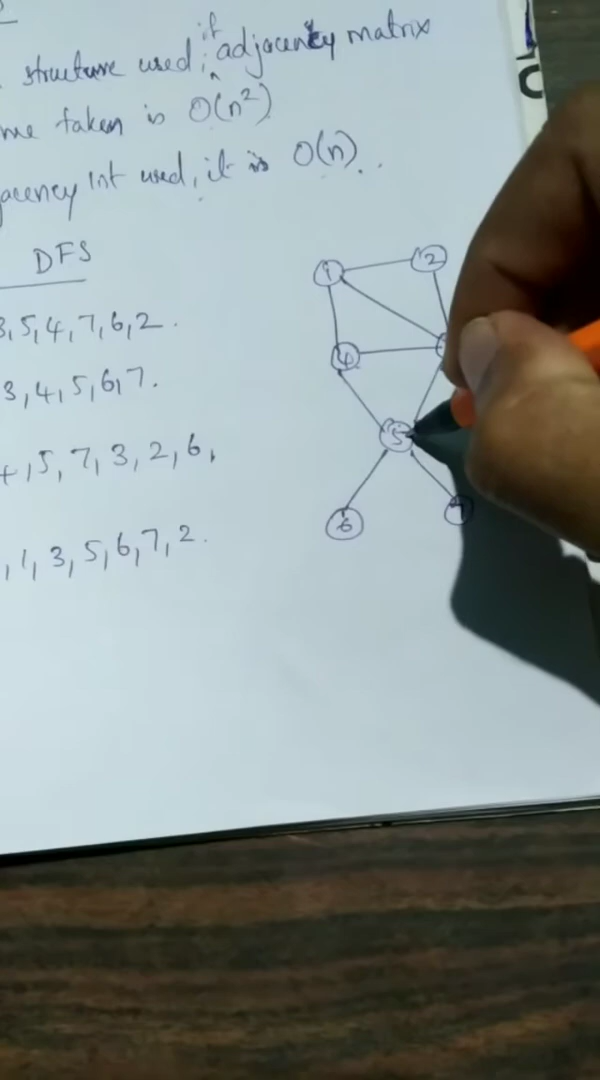 structure used; if adjacency matrix
me taken is O(n²)
acency list used, it is O(n).
DFS
3, 5, 4, 7, 6, 2.
3, 4, 5, 6, 7.
, 5, 7, 3, 2, 6,
, 1, 3, 5, 6, 7, 2.
1 2
4
5
6 7